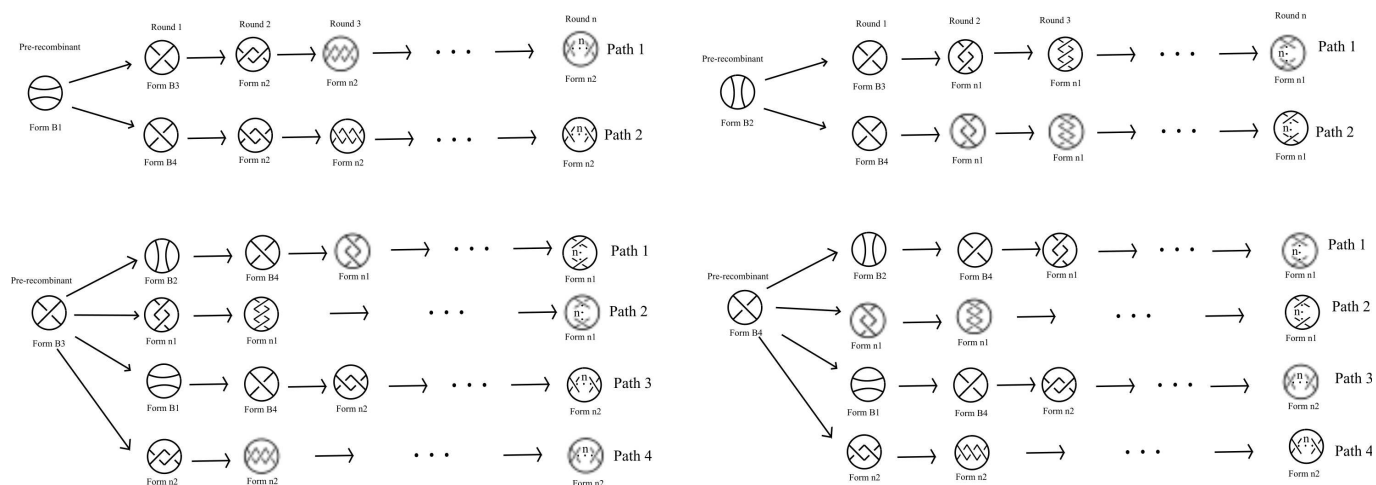 Round 1 Round 2 Round 3 Round n
Pre-recombinant
n
Path 1
Form B3 Form n2 Form n2 Form n2
Form B1
n
Path 2
Form B4 Form n2 Form n2 Form n2
Round 1 Round 2 Round 3 Round n
Pre-recombinant
n
Path 1
Form B3 Form n1 Form n1 Form n1
Form B2
n
Path 2
Form B4 Form n1 Form n1 Form n1
n
Path 1
Form B2 Form B4 Form n1 Form n1
Pre-recombinant
n
Path 2
Form n1 Form n1 Form n1
Form B3
n
Path 3
Form B1 Form B4 Form n2 Form n2
n
Path 4
Form n2 Form n2 Form n2
n
Path 1
Form B2 Form B4 Form n1 Form n1
Pre-recombinant
n
Path 2
Form n1 Form n1 Form n1
Form B4
n
Path 3
Form B1 Form B4 Form n2 Form n2
n
Path 4
Form n2 Form n2 Form n2